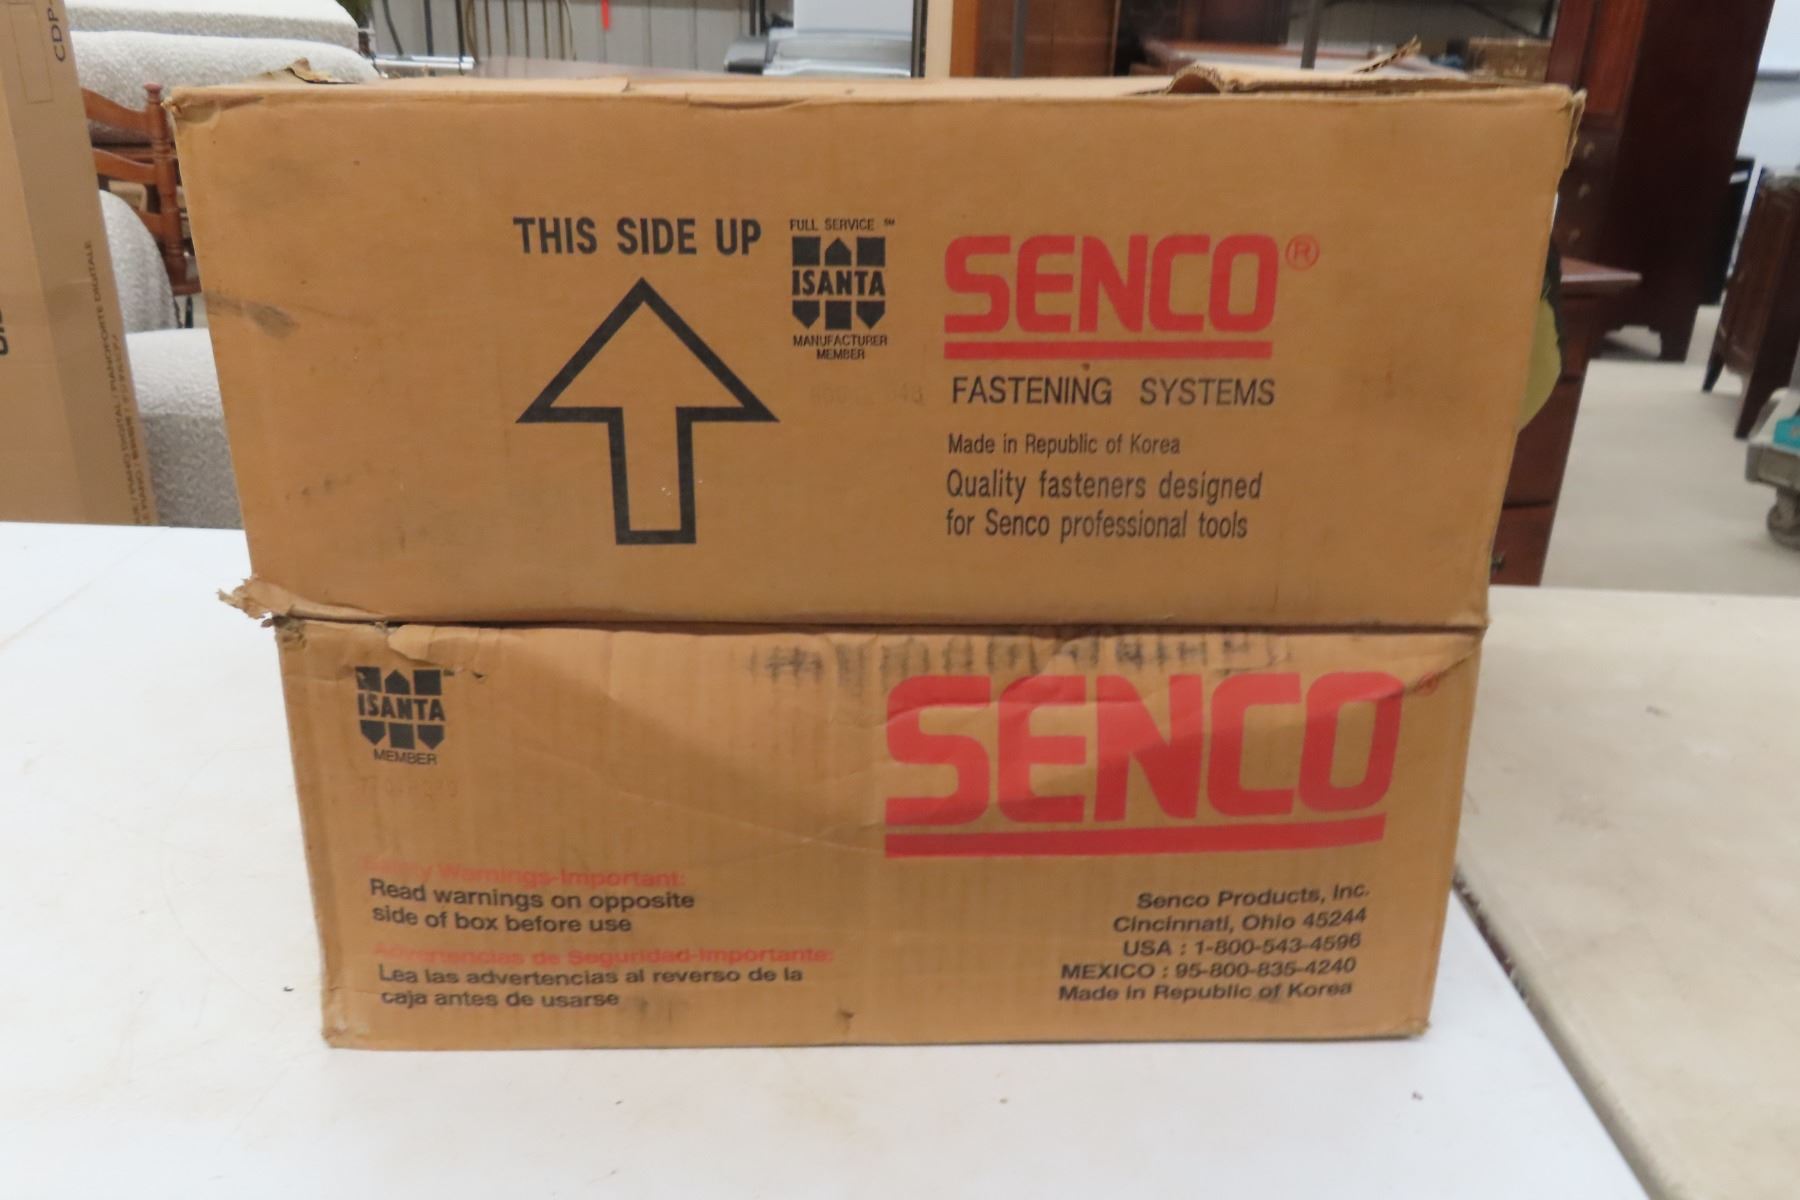 THIS SIDE UP
FULL SERVICE SM
ISANTA
MANUFACTURER
MEMBER
SENCO®
FASTENING SYSTEMS
Made in Republic of Korea
Quality fasteners designed
for Senco professional tools
ISANTA
MEMBER
SENCO®
Safety Warnings-Important:
Read warnings on opposite
side of box before use
Advertencias de Seguridad-Importante:
Lea las advertencias al reverso de la
caja antes de usarse
Senco Products, Inc.
Cincinnati, Ohio 45244
USA : 1-800-543-4596
MEXICO : 95-800-835-4240
Made in Republic of Korea